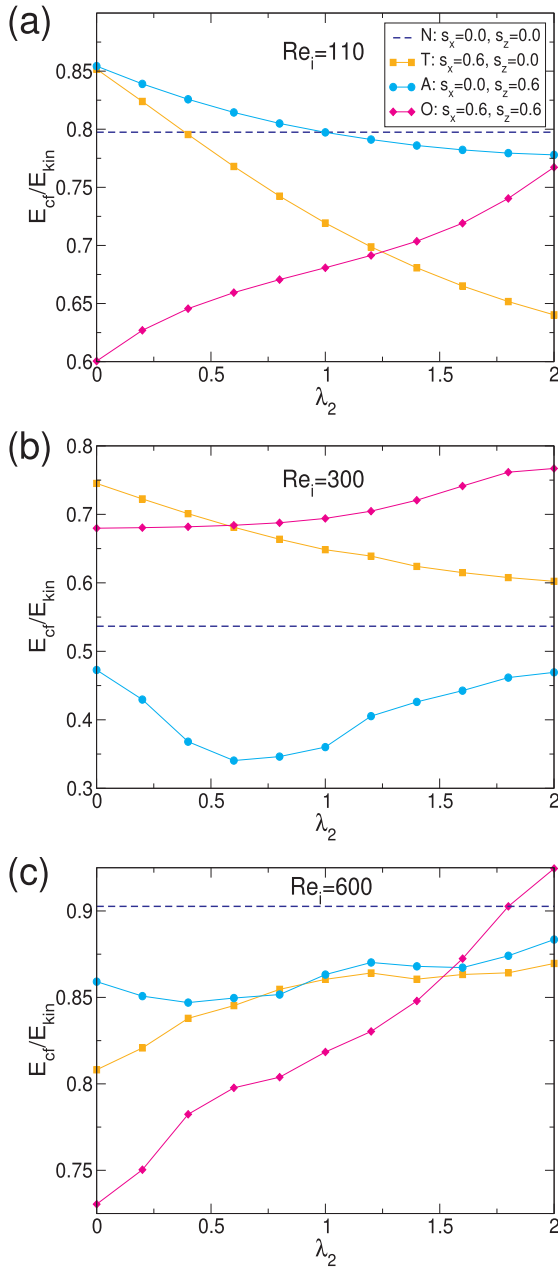 (a)
Re_i=110
N: s_x=0.0, s_z=0.0
T: s_x=0.6, s_z=0.0
A: s_x=0.0, s_z=0.6
O: s_x=0.6, s_z=0.6
E_cf/E_kin
0.85
0.8
0.75
0.7
0.65
0.6
0 0.5 1 1.5 2
λ_2
(b)
Re_i=300
E_cf/E_kin
0.8
0.7
0.6
0.5
0.4
0.3
0 0.5 1 1.5 2
λ_2
(c)
Re_i=600
E_cf/E_kin
0.9
0.85
0.8
0.75
0 0.5 1 1.5 2
λ_2